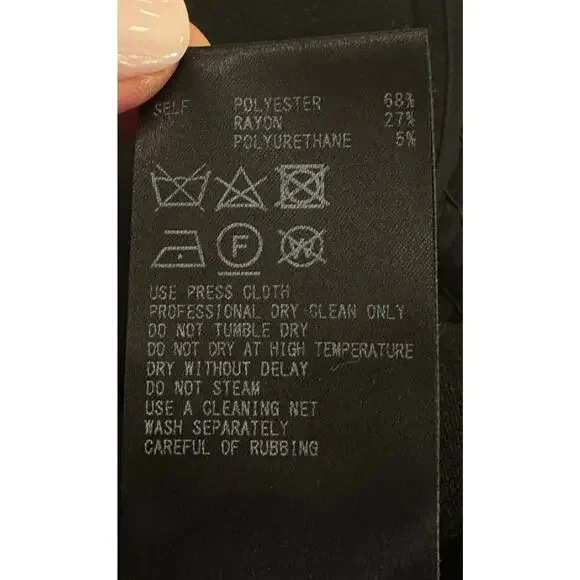 SELF POLYESTER 68%
RAYON 27%
POLYURETHANE 5%
F W
USE PRESS CLOTH
PROFESSIONAL DRY CLEAN ONLY
DO NOT TUMBLE DRY
DO NOT DRY AT HIGH TEMPERATURE
DRY WITHOUT DELAY
DO NOT STEAM
USE A CLEANING NET
WASH SEPARATELY
CAREFUL OF RUBBING